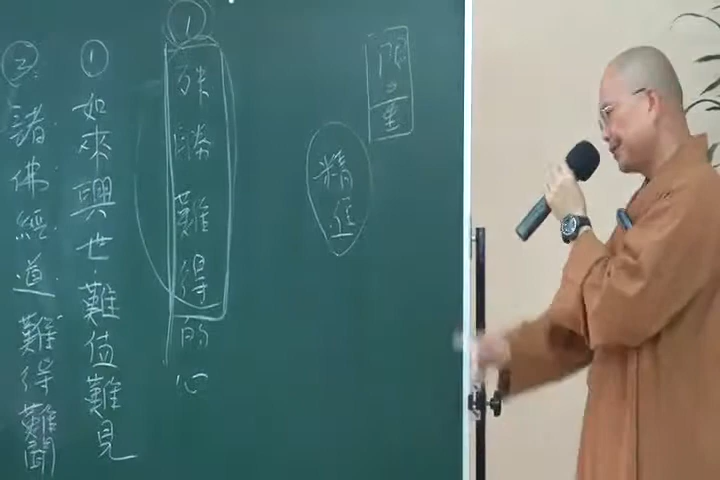 精進
①
殊勝難得的心
① 如來興世難值難見
② 諸佛經道難得難聞